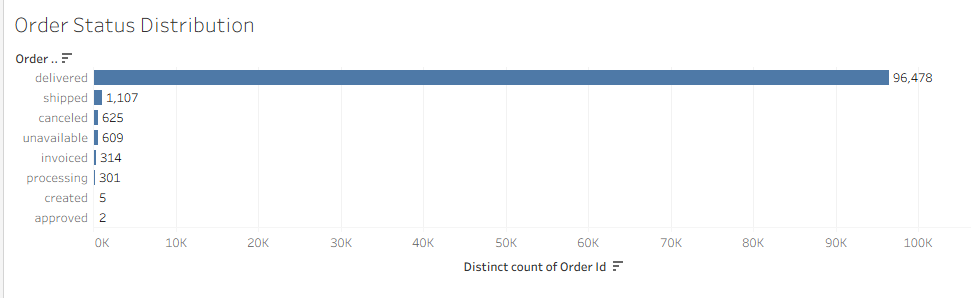 Order Status Distribution
Order ..
delivered 96,478
shipped 1,107
canceled 625
unavailable 609
invoiced 314
processing 301
created 5
approved 2
0K 10K 20K 30K 40K 50K 60K 70K 80K 90K 100K
Distinct count of Order Id